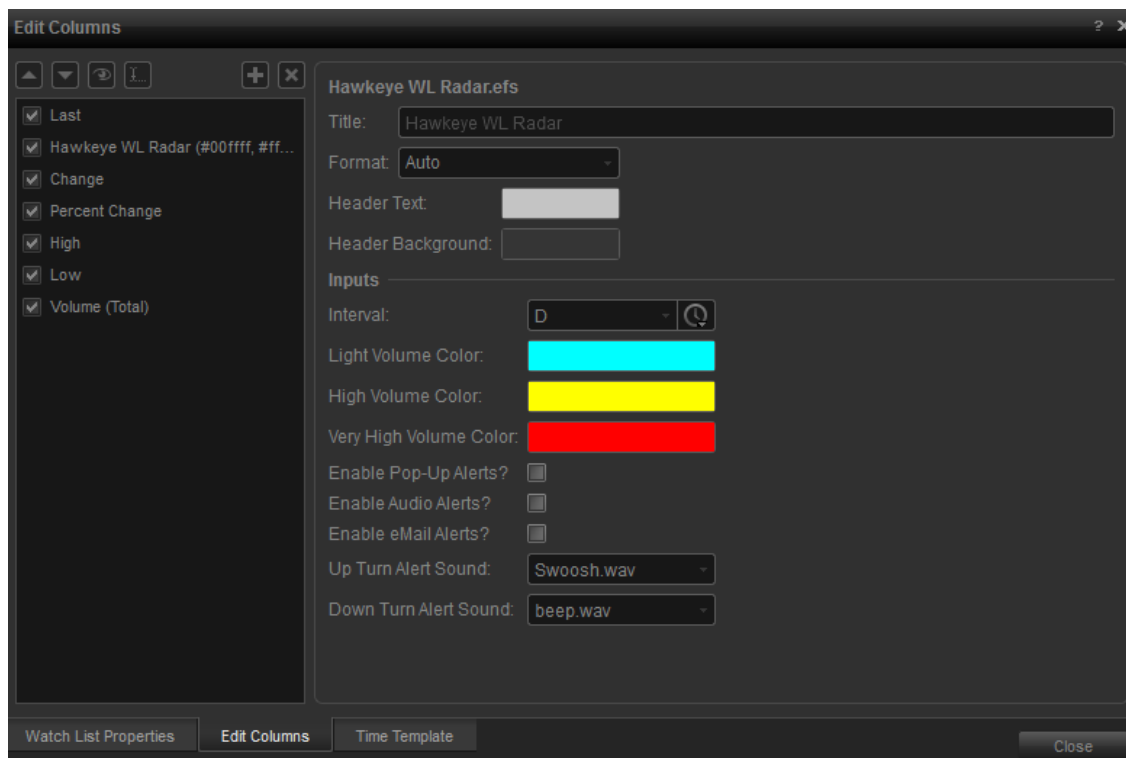 Edit Columns
?
Hawkeye WL Radar.efs
Last
Title: Hawkeye WL Radar
Hawkeye WL Radar (#00ffff, #ff...
Format: Auto
Change
Percent Change
Header Text:
High
Header Background:
Low
Inputs
Volume (Total)
Interval: D
Light Volume Color:
High Volume Color:
Very High Volume Color:
Enable Pop-Up Alerts?
Enable Audio Alerts?
Enable eMail Alerts?
Up Turn Alert Sound: Swoosh.wav
Down Turn Alert Sound: beep.wav
Watch List Properties Edit Columns Time Template Close